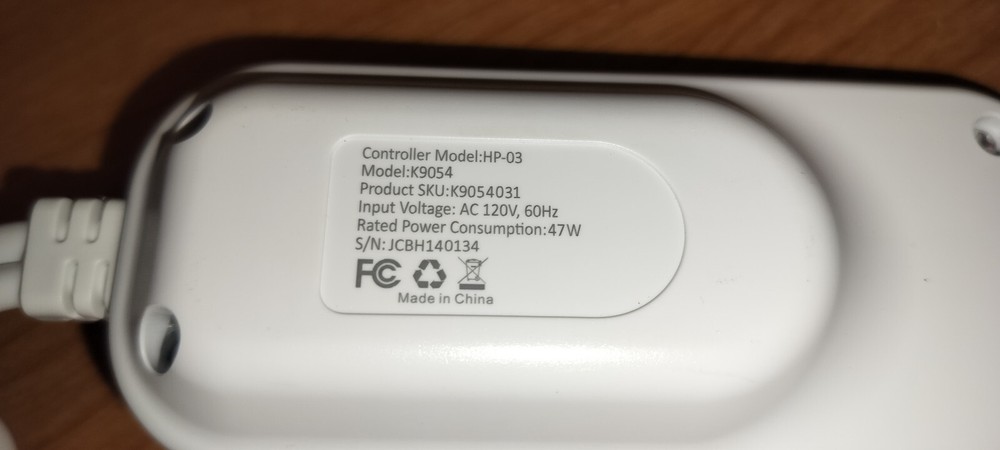 Controller Model:HP-03
Model:K9054
Product SKU:K9054031
Input Voltage: AC 120V, 60Hz
Rated Power Consumption:47W
S/N: JCBH140134
FC
Made in China